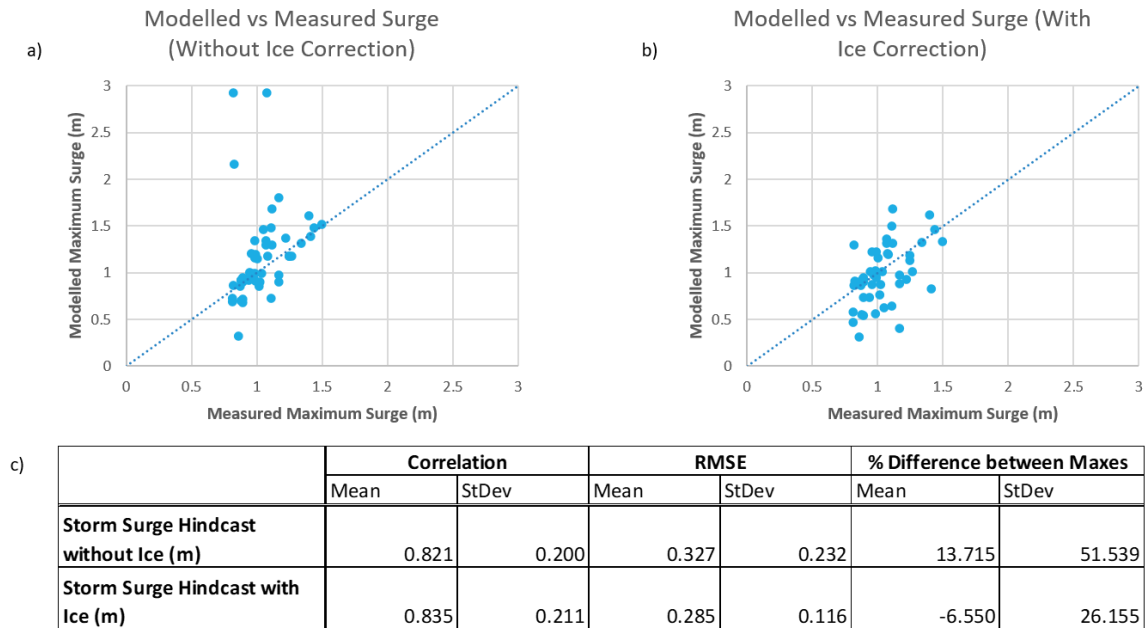 a)
Modelled vs Measured Surge
(Without Ice Correction)
Modelled Maximum Surge (m)
3
2.5
2
1.5
1
0.5
0
0 0.5 1 1.5 2 2.5 3
Measured Maximum Surge (m)
b)
Modelled vs Measured Surge (With
Ice Correction)
Modelled Maximum Surge (m)
3
2.5
2
1.5
1
0.5
0
0 0.5 1 1.5 2 2.5 3
Measured Maximum Surge (m)
c)
Correlation RMSE % Difference between Maxes
Mean StDev Mean StDev Mean StDev
Storm Surge Hindcast
without Ice (m) 0.821 0.200 0.327 0.232 13.715 51.539
Storm Surge Hindcast with
Ice (m) 0.835 0.211 0.285 0.116 -6.550 26.155